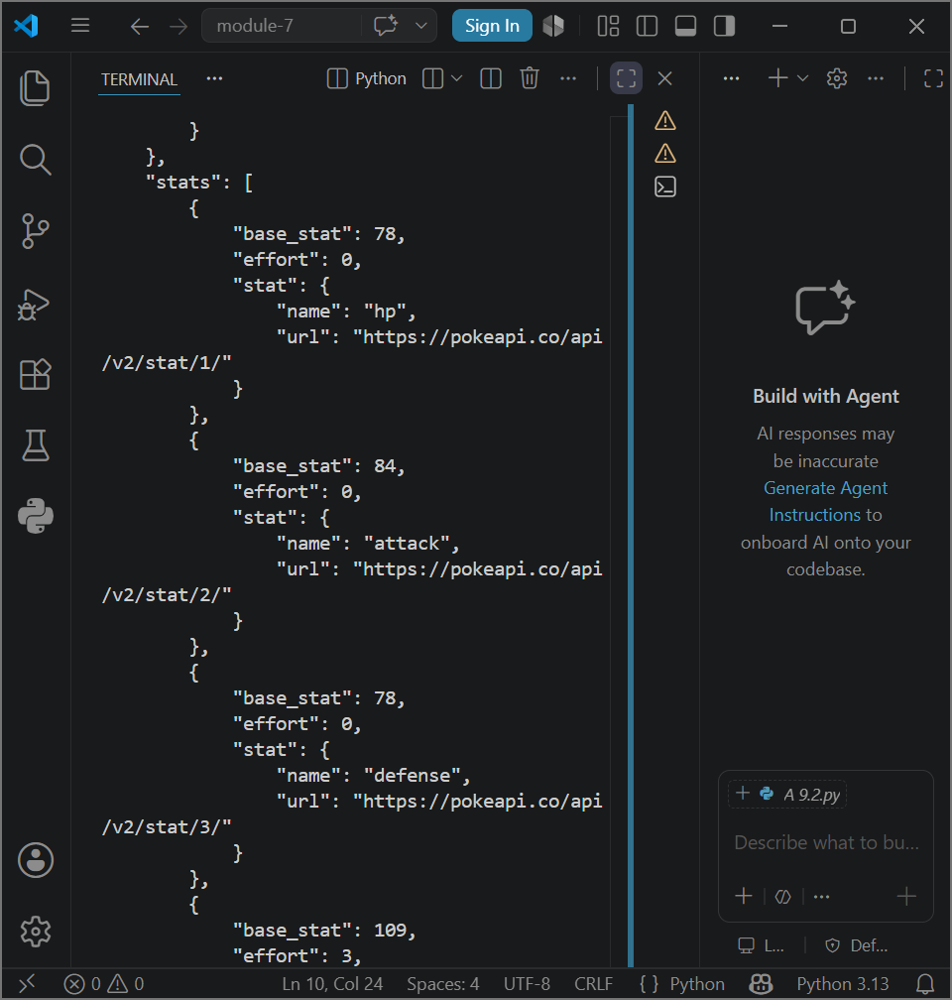 module-7
Sign In
TERMINAL
Python
}
},
"stats": [
{
"base_stat": 78,
"effort": 0,
"stat": {
"name": "hp",
"url": "https://pokeapi.co/api
/v2/stat/1/"
}
},
{
"base_stat": 84,
"effort": 0,
"stat": {
"name": "attack",
"url": "https://pokeapi.co/api
/v2/stat/2/"
}
},
{
"base_stat": 78,
"effort": 0,
"stat": {
"name": "defense",
"url": "https://pokeapi.co/api
/v2/stat/3/"
}
},
{
"base_stat": 109,
"effort": 3,
Build with Agent
AI responses may
be inaccurate
Generate Agent
Instructions to
onboard AI onto your
codebase.
A 9.2.py
Describe what to bu...
L...
Def...
0
0
Ln 10, Col 24
Spaces: 4
UTF-8
CRLF
{ } Python
Python 3.13